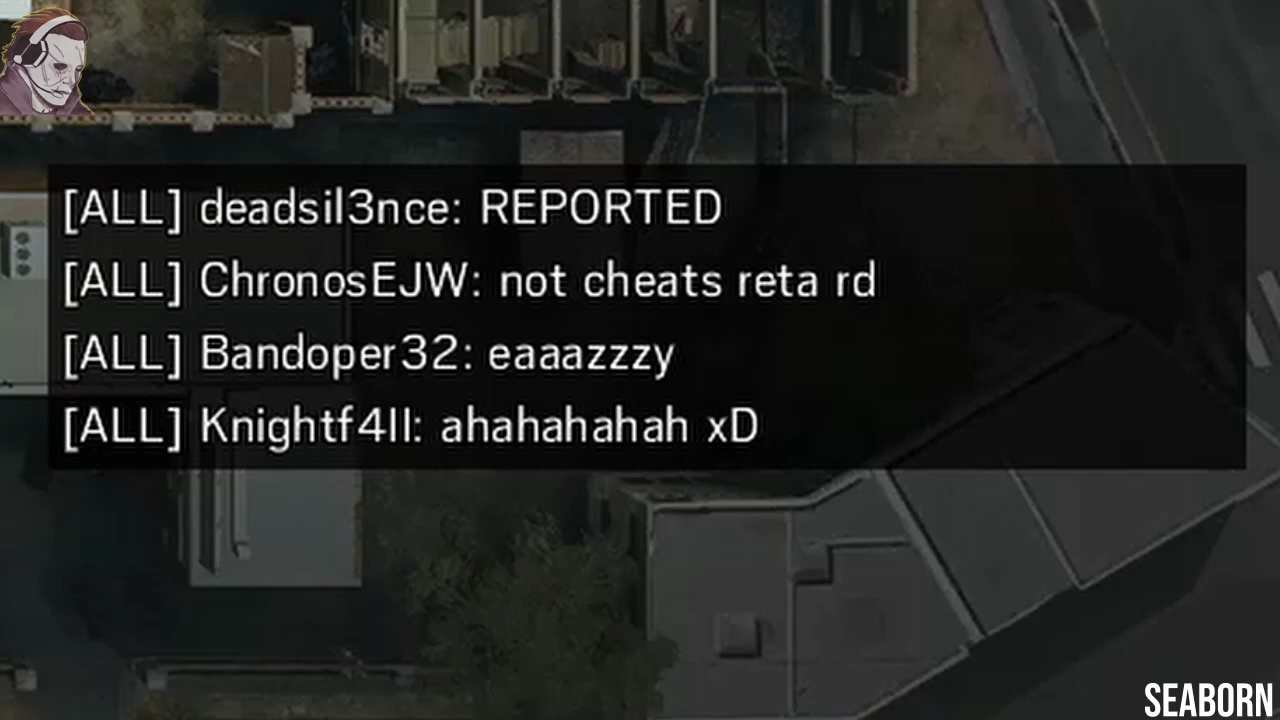 [ALL] deadsil3nce: REPORTED
[ALL] ChronosEJW: not cheats reta rd
[ALL] Bandoper32: eaaazzzy
[ALL] Knightf4ll: ahahahahah xD
SEABORN